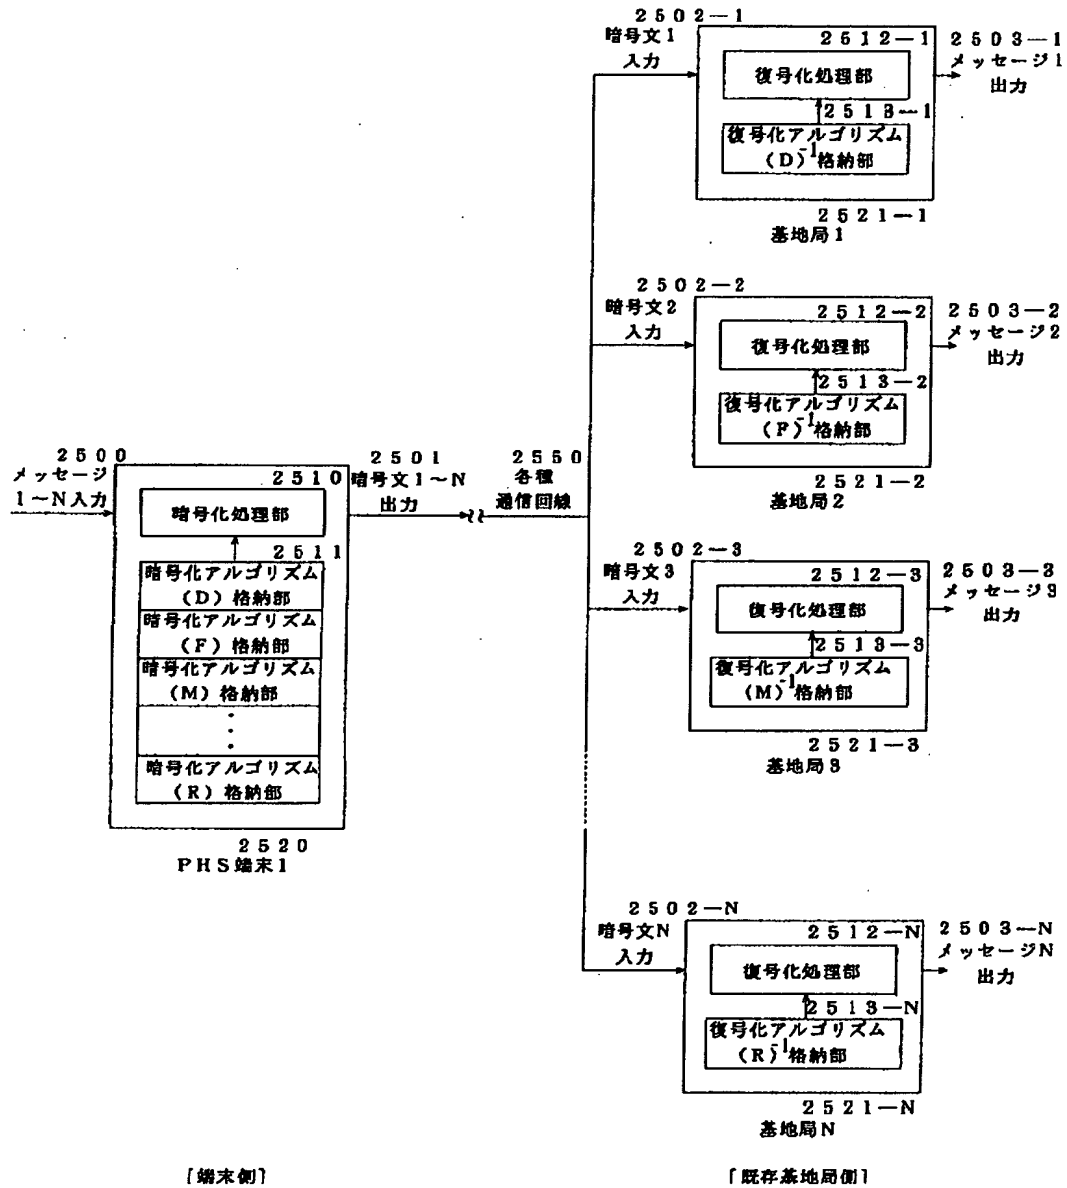 2500
メッセージ
1〜N入力
2510
暗号化処理部
2511
暗号化アルゴリズム
(D)格納部
暗号化アルゴリズム
(F)格納部
暗号化アルゴリズム
(M)格納部
・
・
・
暗号化アルゴリズム
(R)格納部
2520
PHS端末1
2501
暗号文1〜N
出力
2550
各種
通信回線
2502—1
暗号文1
入力
2512—1
復号化処理部
2513—1
復号化アルゴリズム
(D)⁻¹格納部
2521—1
基地局1
2503—1
メッセージ1
出力
2502—2
暗号文2
入力
2512—2
復号化処理部
2513—2
復号化アルゴリズム
(F)⁻¹格納部
2521—2
基地局2
2503—2
メッセージ2
出力
2502—3
暗号文3
入力
2512—3
復号化処理部
2513—3
復号化アルゴリズム
(M)⁻¹格納部
2521—3
基地局3
2503—3
メッセージ3
出力
2502—N
暗号文N
入力
2512—N
復号化処理部
2513—N
復号化アルゴリズム
(R)⁻¹格納部
2521—N
基地局N
2503—N
メッセージN
出力
[端末側]
[既存基地局側]